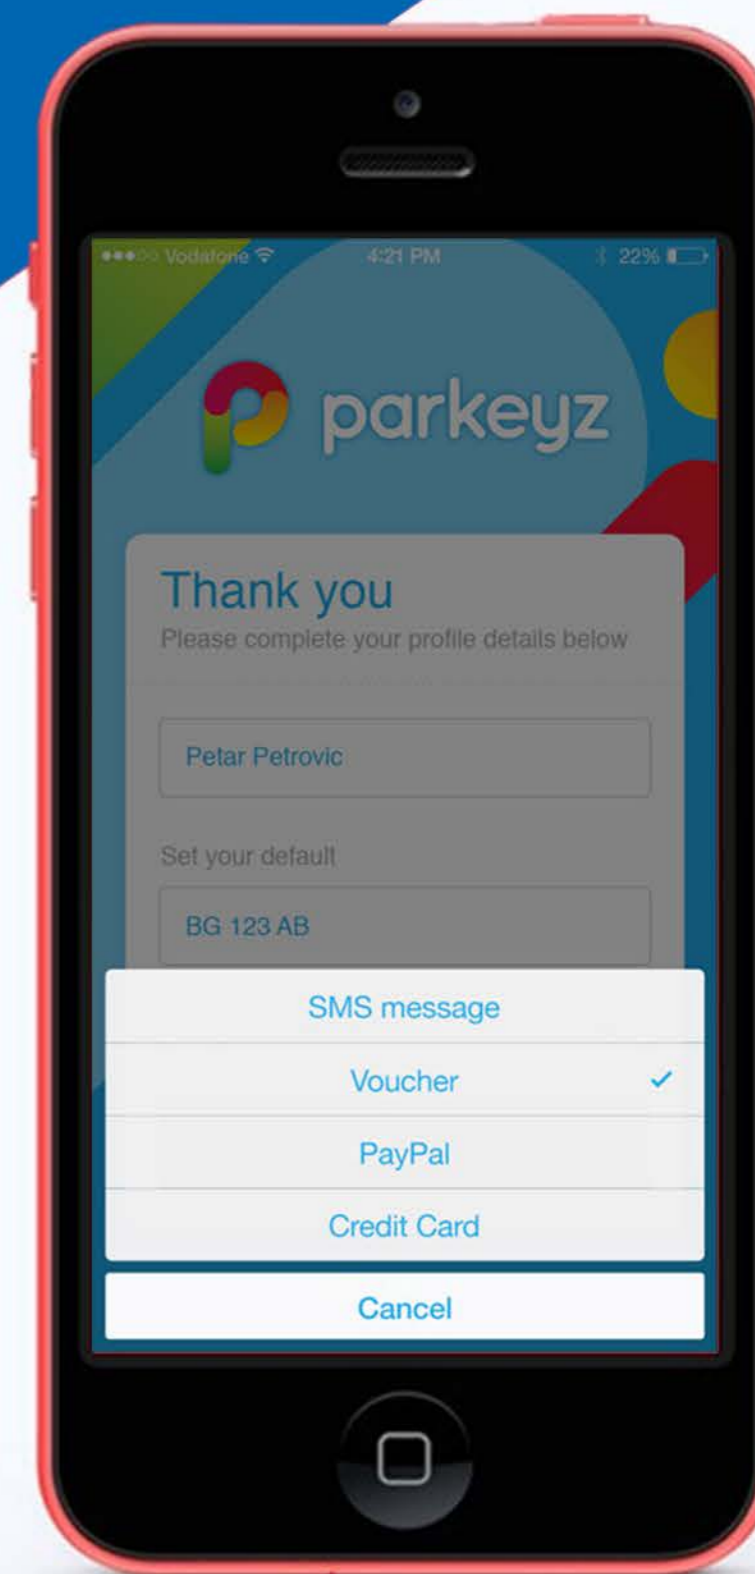 Vodafone
4:21 PM
22%
parkeyz
Thank you
Please complete your profile details below
Petar Petrovic
Set your default
BG 123 AB
SMS message
Voucher
PayPal
Credit Card
Cancel